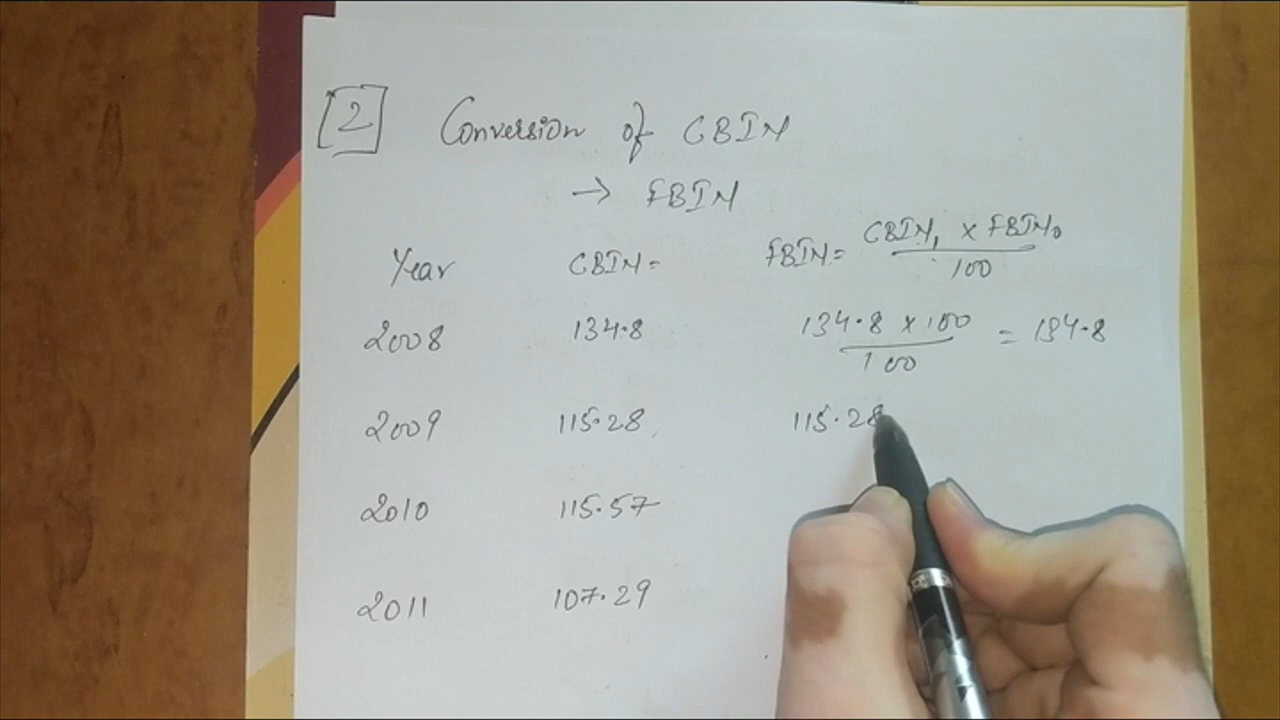 2 Conversion of CBIN
→ FBIN
Year CBIN= FBIN= CBIN₁ x FBIN₀ / 100
2008 134.8 134.8 x 100 / 100 = 134.8
2009 115.28 115.28
2010 115.57
2011 107.29